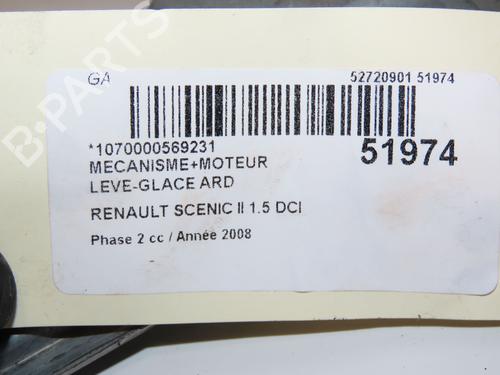 GA
52720901 51974
*1070000569231
51974
MECANISME+MOTEUR
LEVE-GLACE ARD
RENAULT SCENIC II 1.5 DCI
Phase 2 cc / Année 2008
B-PARTS